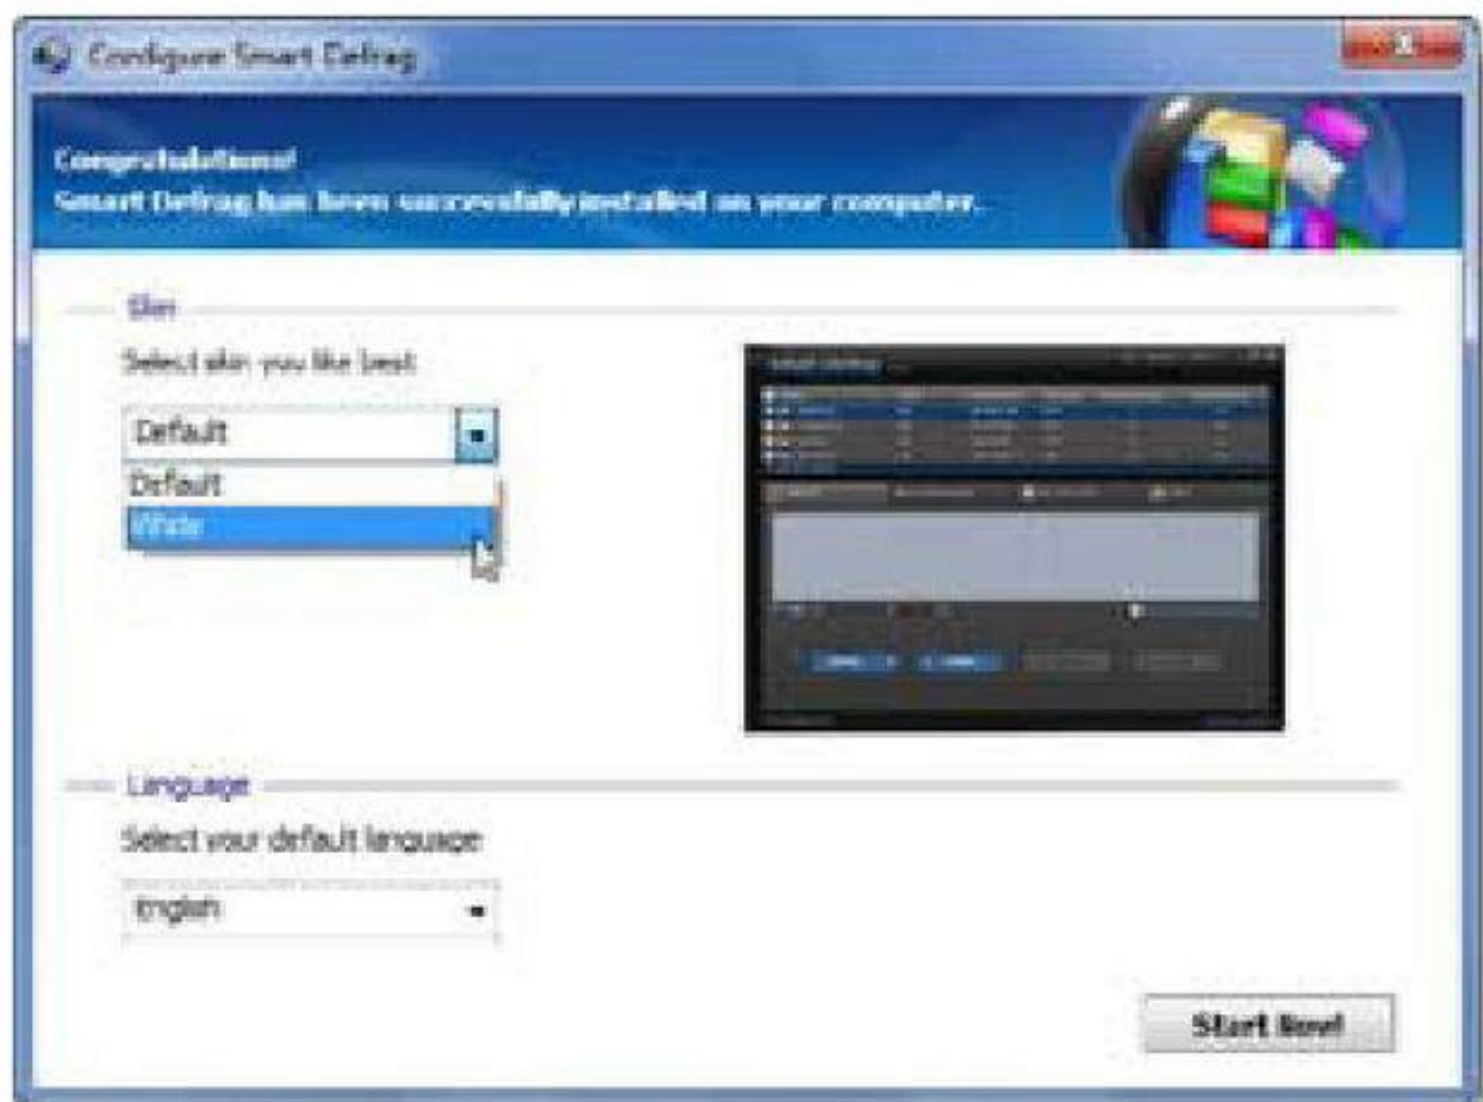 Configure Smart Defrag
Congratulations!
Smart Defrag has been successfully installed on your computer.
Skin
Select skin you like best
Default
Default
White
Language
Select your default language
English
Start Now!